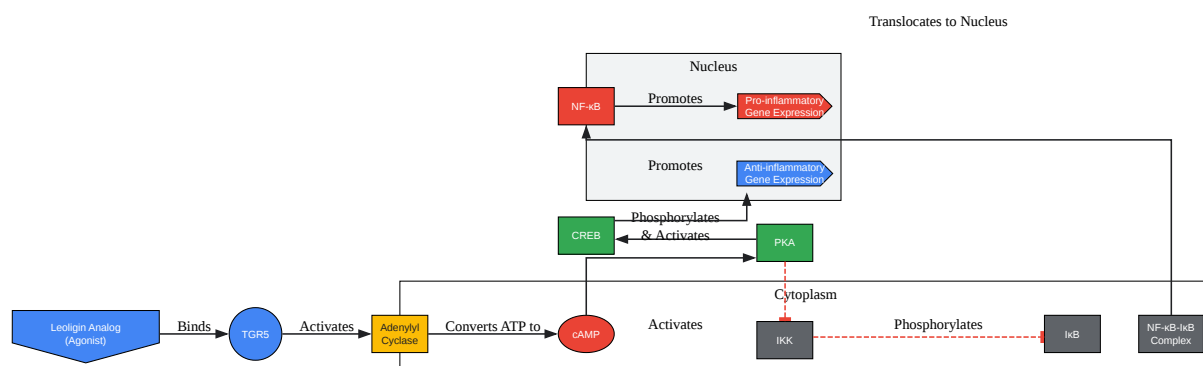 Translocates to Nucleus
Nucleus
NF-κB
Promotes
Pro-inflammatory
Gene Expression
Promotes
Anti-inflammatory
Gene Expression
Phosphorylates
& Activates
CREB
PKA
Cytoplasm
Leoligin Analog
(Agonist)
Binds
TGR5
Activates
Adenylyl
Cyclase
Converts ATP to
cAMP
Activates
IKK
Phosphorylates
IκB
NF-κB-IκB
Complex